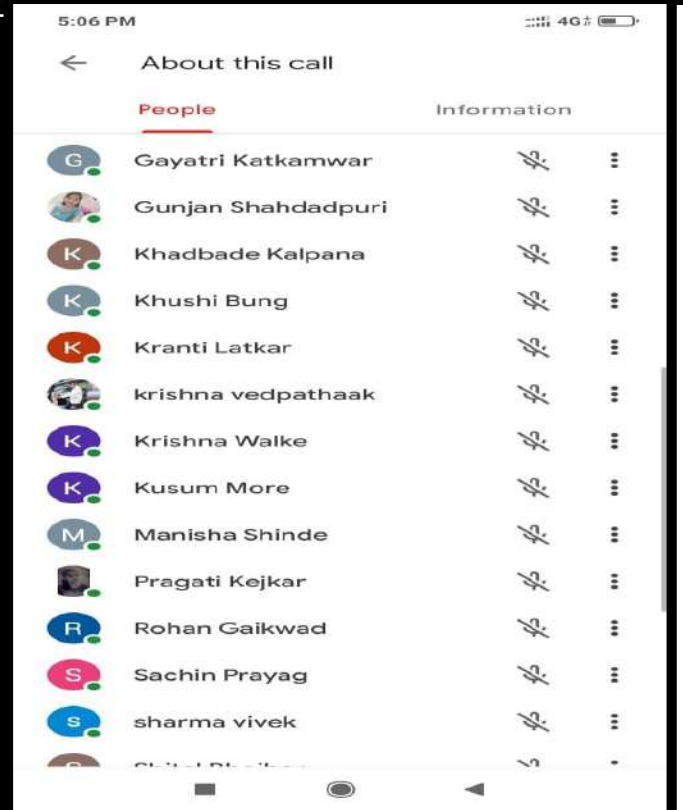 5:06 PM 4G
About this call
People Information
G Gayatri Katkamwar
Gunjan Shahdadpuri
K Khadbade Kalpana
K Khushi Bung
K Kranti Latkar
krishna vedpathaak
K Krishna Walke
K Kusum More
M Manisha Shinde
Pragati Kejkar
R Rohan Gaikwad
S Sachin Prayag
s sharma vivek